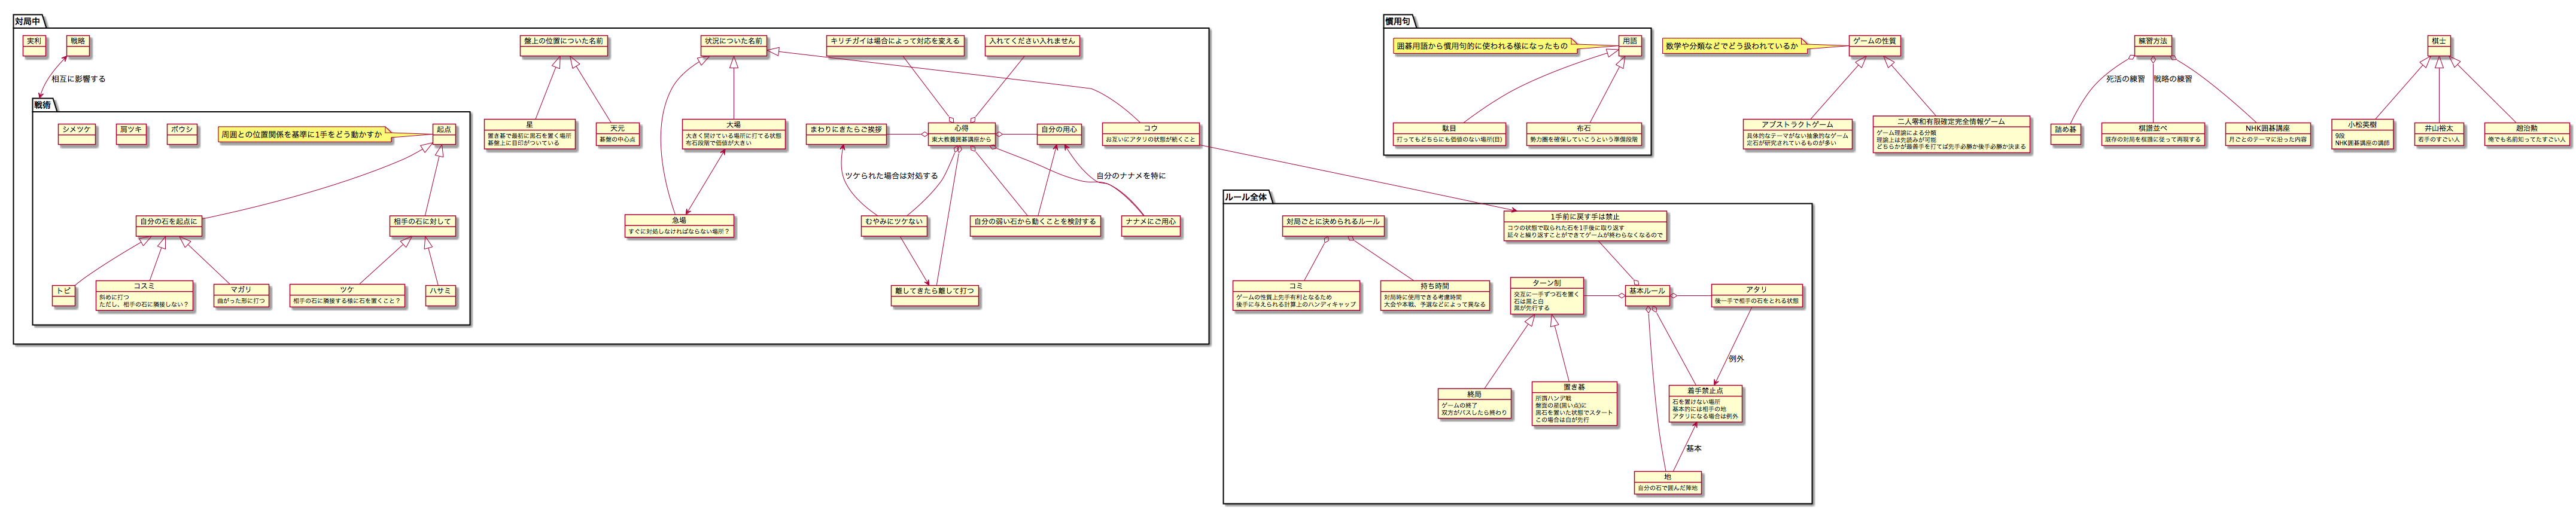 対局中
実利
戦略
相互に影響する
戦術
シメツケ
肩ツキ
ボウシ
周囲との位置関係を基準に1手をどう動かすか
起点
自分の石を起点に
相手の石に対して
トビ
コスミ
斜めに打つ
ただし、相手の石に隣接しない？
マガリ
曲がった形に打つ
ツケ
相手の石に隣接する様に石を置くこと？
ハサミ
盤上の位置についた名前
星
置き碁で最初に黒石を置く場所
碁盤上に目印がついている
天元
碁盤の中心点
状況についた名前
大場
大きく開けている場所に打てる状態
布石段階で価値が大きい
急場
すぐに対処しなければならない場所？
キリチガイは場合によって対応を変える
入れてください入れません
まわりにきたらご挨拶
心得
東大教養囲碁講座から
自分の用心
コウ
お互いにアタリの状態が続くこと
ツケられた場合は対処する
自分のナナメを特に
むやみにツケない
自分の弱い石から動くことを検討する
ナナメにご用心
離してきたら離して打つ
慣用句
囲碁用語から慣用句的に使われる様になったもの
用語
駄目
打ってもどちらにも価値のない場所(目)
布石
勢力圏を確保していこうという準備段階
数学や分類などでどう扱われているか
ゲームの性質
アブストラクトゲーム
具体的なテーマがない抽象的なゲーム
定石が研究されているものが多い
二人零和有限確定完全情報ゲーム
ゲーム理論による分類
理論上は先読みが可能
どちらかが最善手を打てば先手必勝か後手必勝か決まる
練習方法
死活の練習
戦略の練習
詰め碁
棋譜並べ
既存の対局を棋譜に従って再現する
NHK囲碁講座
月ごとのテーマに沿った内容
棋士
小松英樹
9段
NHK囲碁講座の講師
井山裕太
若手のすごい人
趙治勲
俺でも名前知ってたすごい人
ルール全体
対局ごとに決められるルール
1手前に戻す手は禁止
コウの状態で取られた石を1手後に取り返す
延々と繰り返すことができてゲームが終わらなくなるので
コミ
ゲームの性質上先手有利となるため
後手に与えられる計算上のハンディキャップ
持ち時間
対局時に使用できる考慮時間
大会や本戦、予選などによって異なる
ターン制
交互に一手ずつ石を置く
石は黒と白
黒が先行する
基本ルール
アタリ
後一手で相手の石をとれる状態
例外
終局
ゲームの終了
双方がパスしたら終わり
置き碁
所謂ハンデ戦
盤面の星(黒い点)に
黒石を置いた状態でスタート
この場合は白が先行
着手禁止点
石を置けない場所
基本的には相手の地
アタリになる場合は例外
基本
地
自分の石で囲んだ陣地